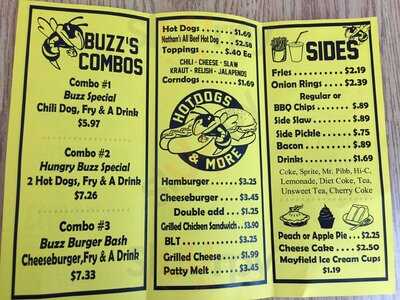 BUZZ'S
COMBOS
Combo #1
Buzz Special
Chili Dog, Fry & A Drink
$5.97
Combo #2
Hungry Buzz Special
2 Hot Dogs, Fry & A Drink
$7.26
Combo #3
Buzz Burger Bash
Cheeseburger,Fry & A Drink
$7.33
Hot Dogs . . . . . . . $1.69
Nathan's All Beef Hot Dog . . . $2.58
Toppings . . . . . $.40 Ea
CHILI - CHEESE - SLAW
KRAUT - RELISH - JALAPENOS
Corndogs . . . . . . . $1.69
HOTDOGS
& MORE
Hamburger . . . . . $3.25
Cheeseburger . . . . $3.45
Double add . . . $1.25
Grilled Chicken Sandwich . . $3.90
BLT . . . . . . . . . . $3.25
Grilled Cheese . . . . $1.99
Patty Melt . . . . . . $3.45
SIDES
Fries . . . . . . . . . . $2.19
Onion Rings . . . . $2.39
Regular or
BBQ Chips . . . . . . $.89
Side Slaw . . . . . . . $.89
Side Pickle . . . . . . $.75
Bacon . . . . . . . . . $.89
Drinks . . . . . . . . . $1.69
Coke, Sprite, Mr. Pibb, Hi-C,
Lemonade, Diet Coke, Tea,
Unsweet Tea, Cherry Coke
Peach or Apple Pie . . . $2.25
Cheese Cake . . . . $2.50
Mayfield Ice Cream Cups
$1.19